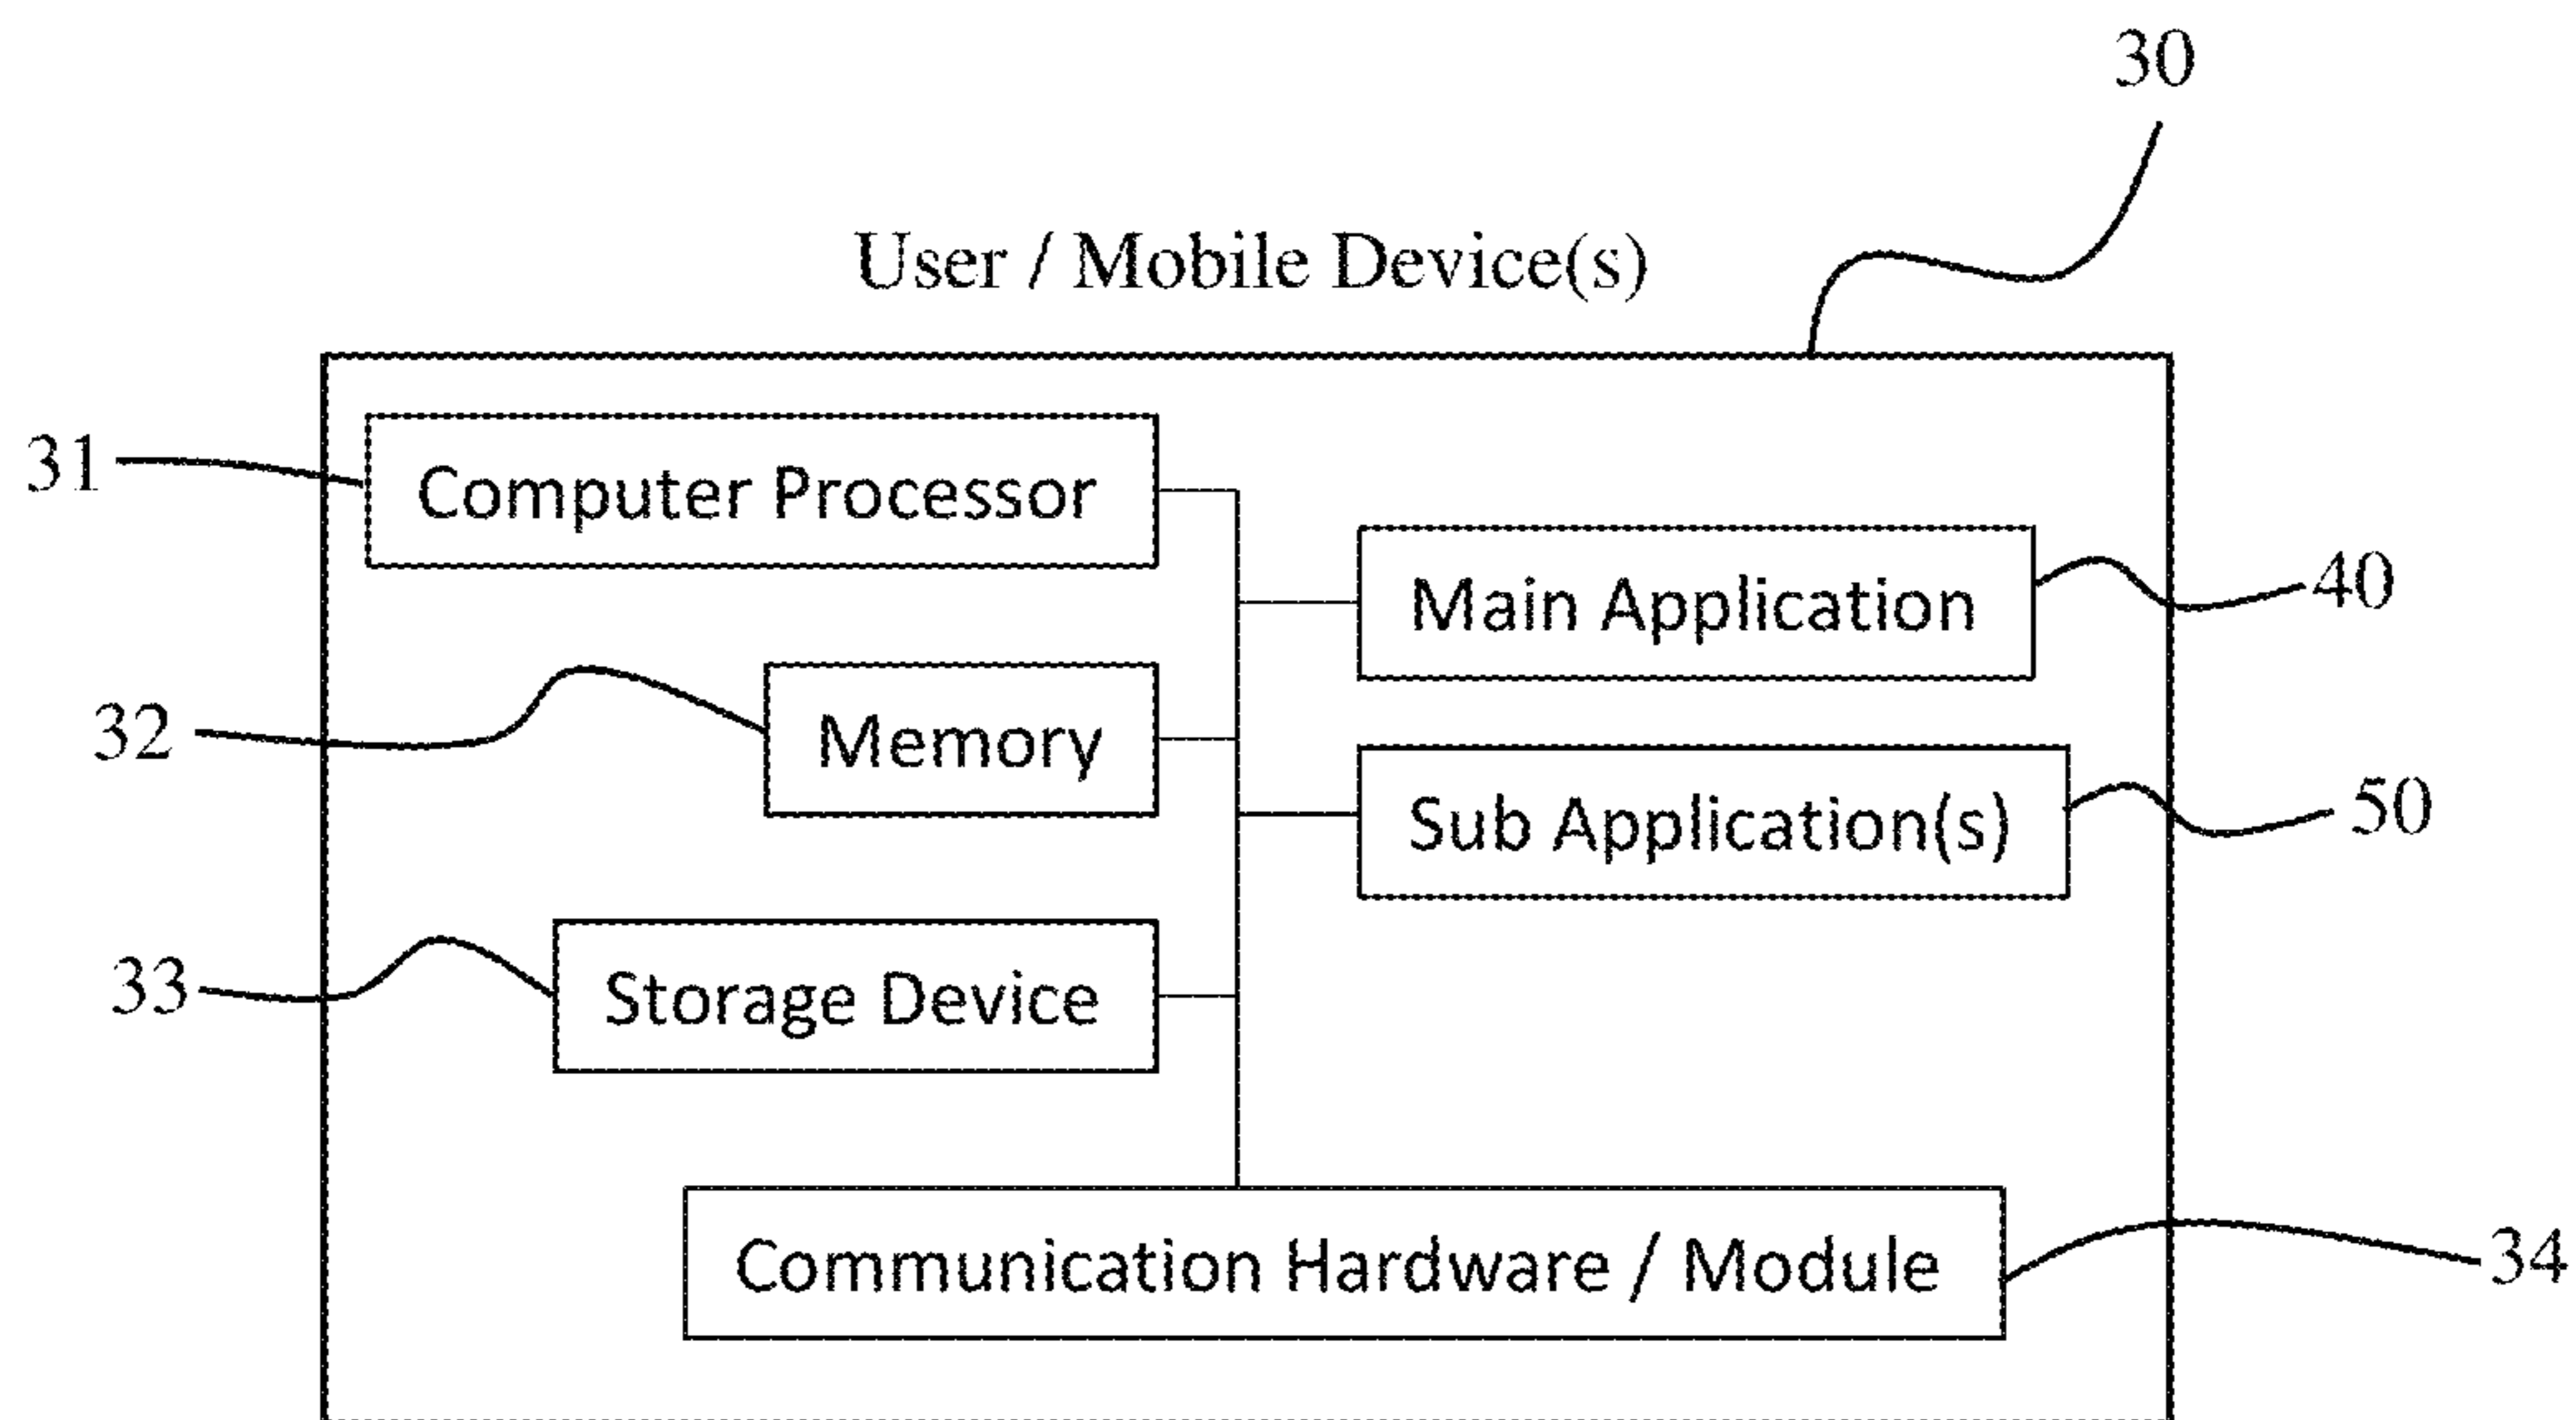 30
User / Mobile Device(s)
31
Computer Processor
Main Application
40
32
Memory
Sub Application(s)
50
33
Storage Device
Communication Hardware / Module
34